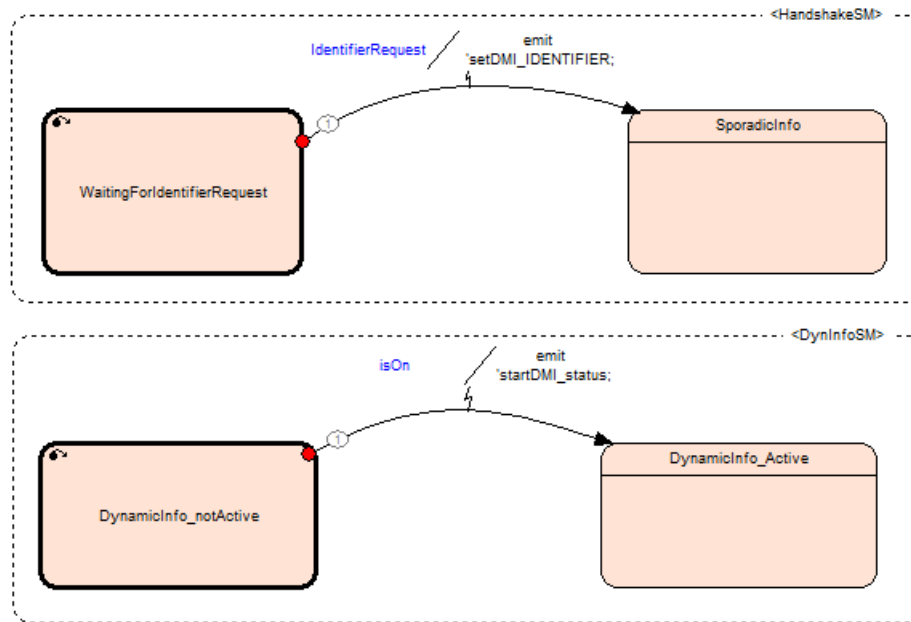 <HandshakeSM>
IdentifierRequest
emit
'setDMI_IDENTIFIER;
1
SporadicInfo
WaitingForIdentifierRequest
<DynInfoSM>
isOn
emit
'startDMI_status;
1
DynamicInfo_Active
DynamicInfo_notActive